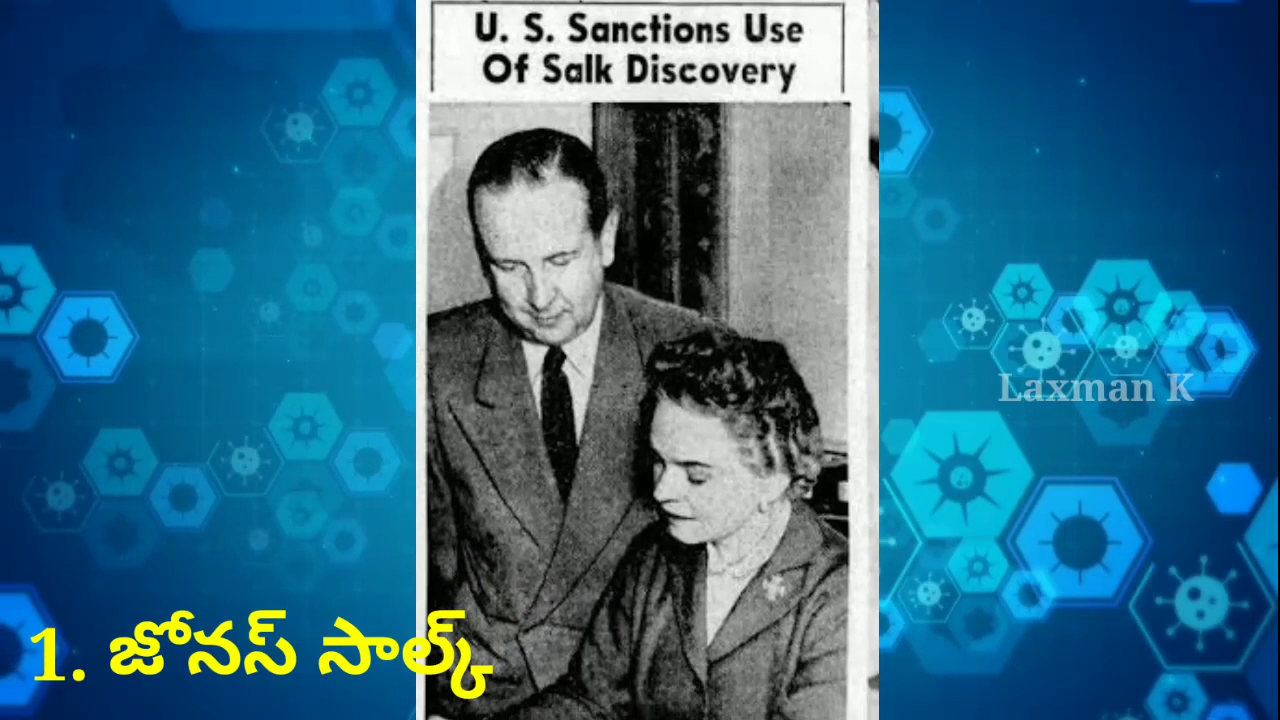 U. S. Sanctions Use
Of Salk Discovery
Laxman K
1. జోనస్ సాల్క్